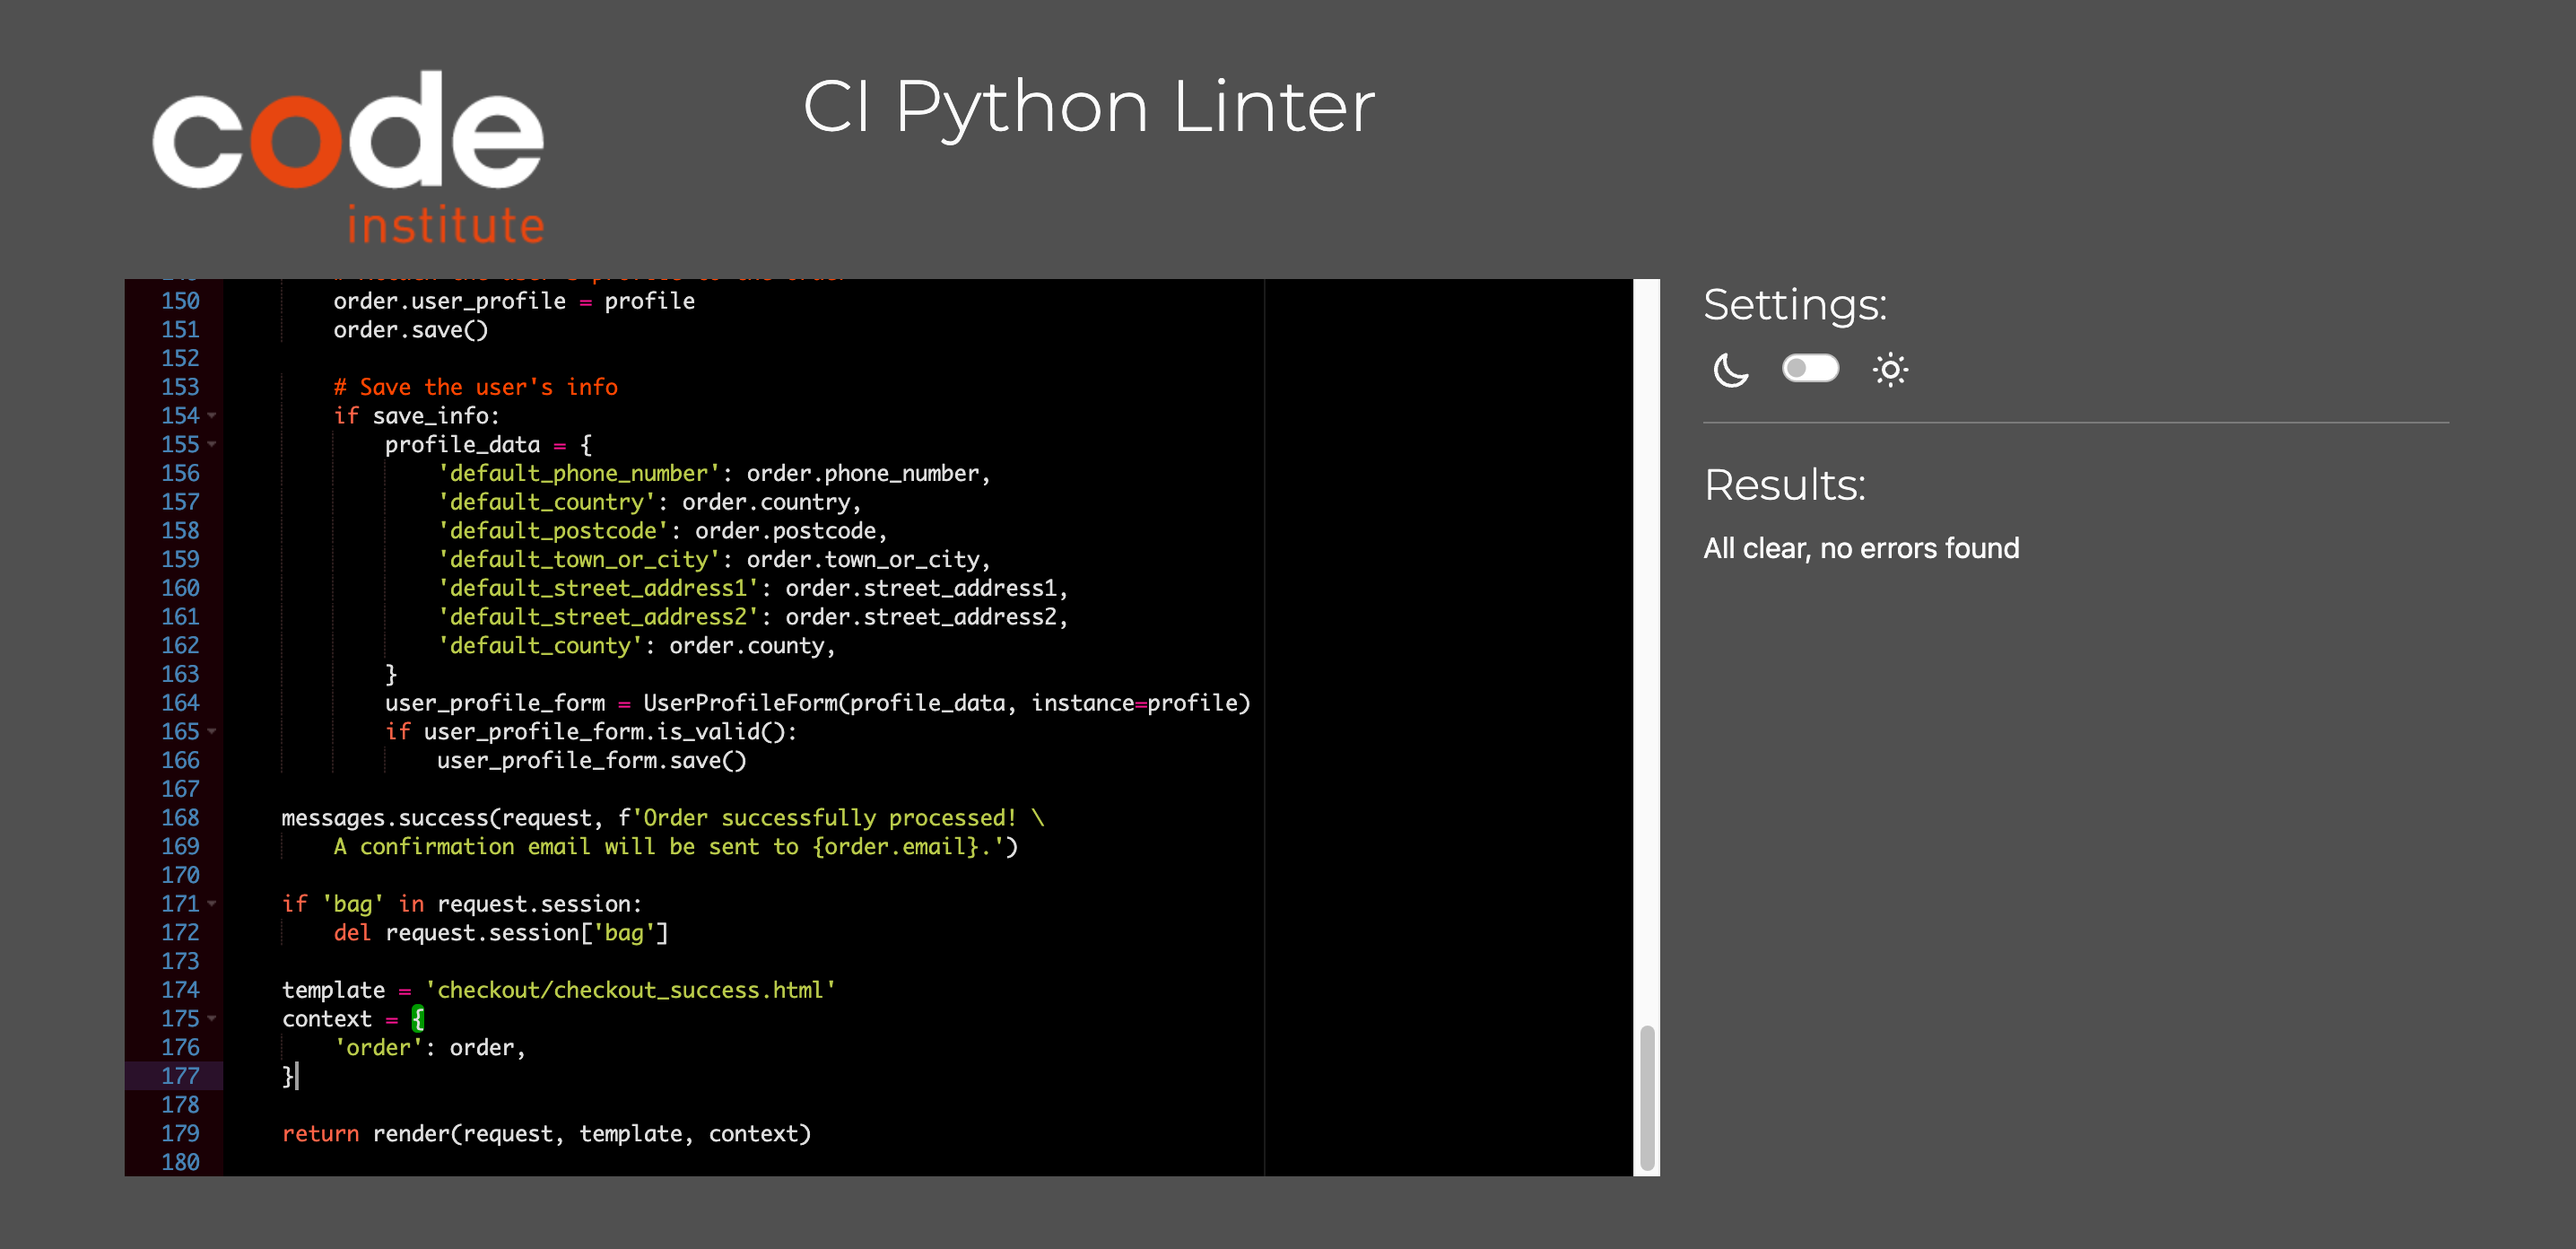 code
institute
CI Python Linter
150 order.user_profile = profile
151 order.save()
152
153 # Save the user's info
154 if save_info:
155 profile_data = {
156 'default_phone_number': order.phone_number,
157 'default_country': order.country,
158 'default_postcode': order.postcode,
159 'default_town_or_city': order.town_or_city,
160 'default_street_address1': order.street_address1,
161 'default_street_address2': order.street_address2,
162 'default_county': order.county,
163 }
164 user_profile_form = UserProfileForm(profile_data, instance=profile)
165 if user_profile_form.is_valid():
166 user_profile_form.save()
167
168 messages.success(request, f'Order successfully processed! \
169 A confirmation email will be sent to {order.email}.')
170
171 if 'bag' in request.session:
172 del request.session['bag']
173
174 template = 'checkout/checkout_success.html'
175 context = {
176 'order': order,
177 }
178
179 return render(request, template, context)
180
Settings:
Results:
All clear, no errors found